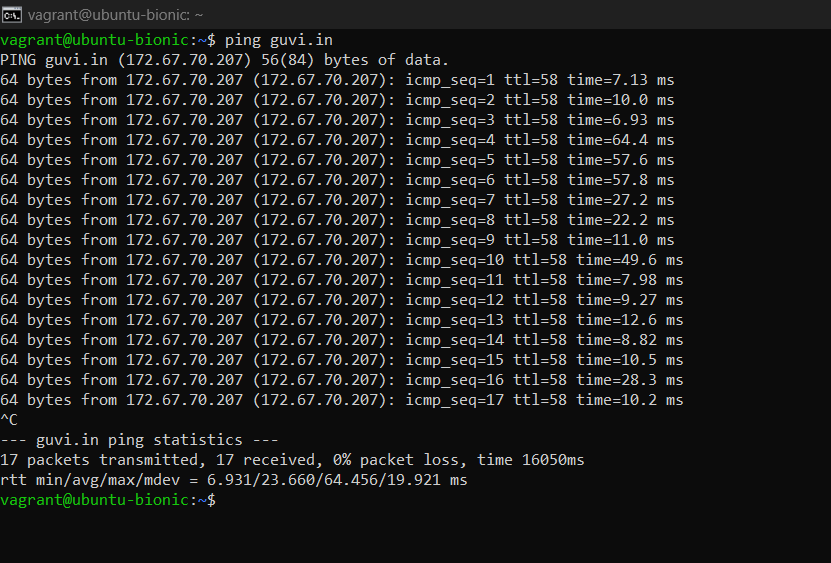 vagrant@ubuntu-bionic: ~
vagrant@ubuntu-bionic:~$ ping guvi.in
PING guvi.in (172.67.70.207) 56(84) bytes of data.
64 bytes from 172.67.70.207 (172.67.70.207): icmp_seq=1 ttl=58 time=7.13 ms
64 bytes from 172.67.70.207 (172.67.70.207): icmp_seq=2 ttl=58 time=10.0 ms
64 bytes from 172.67.70.207 (172.67.70.207): icmp_seq=3 ttl=58 time=6.93 ms
64 bytes from 172.67.70.207 (172.67.70.207): icmp_seq=4 ttl=58 time=64.4 ms
64 bytes from 172.67.70.207 (172.67.70.207): icmp_seq=5 ttl=58 time=57.6 ms
64 bytes from 172.67.70.207 (172.67.70.207): icmp_seq=6 ttl=58 time=57.8 ms
64 bytes from 172.67.70.207 (172.67.70.207): icmp_seq=7 ttl=58 time=27.2 ms
64 bytes from 172.67.70.207 (172.67.70.207): icmp_seq=8 ttl=58 time=22.2 ms
64 bytes from 172.67.70.207 (172.67.70.207): icmp_seq=9 ttl=58 time=11.0 ms
64 bytes from 172.67.70.207 (172.67.70.207): icmp_seq=10 ttl=58 time=49.6 ms
64 bytes from 172.67.70.207 (172.67.70.207): icmp_seq=11 ttl=58 time=7.98 ms
64 bytes from 172.67.70.207 (172.67.70.207): icmp_seq=12 ttl=58 time=9.27 ms
64 bytes from 172.67.70.207 (172.67.70.207): icmp_seq=13 ttl=58 time=12.6 ms
64 bytes from 172.67.70.207 (172.67.70.207): icmp_seq=14 ttl=58 time=8.82 ms
64 bytes from 172.67.70.207 (172.67.70.207): icmp_seq=15 ttl=58 time=10.5 ms
64 bytes from 172.67.70.207 (172.67.70.207): icmp_seq=16 ttl=58 time=28.3 ms
64 bytes from 172.67.70.207 (172.67.70.207): icmp_seq=17 ttl=58 time=10.2 ms
^C
--- guvi.in ping statistics ---
17 packets transmitted, 17 received, 0% packet loss, time 16050ms
rtt min/avg/max/mdev = 6.931/23.660/64.456/19.921 ms
vagrant@ubuntu-bionic:~$